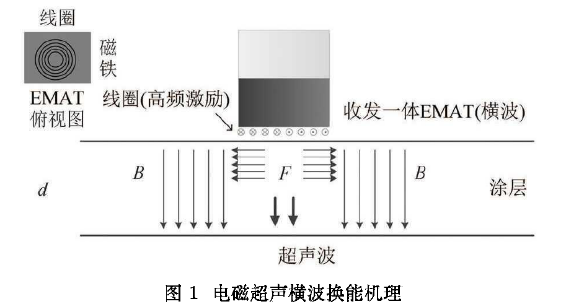 线圈
磁
铁
EMAT
俯视图
线圈(高频激励)
收发一体EMAT(横波)
B
F
B
d
涂层
超声波
图 1 电磁超声横波换能机理